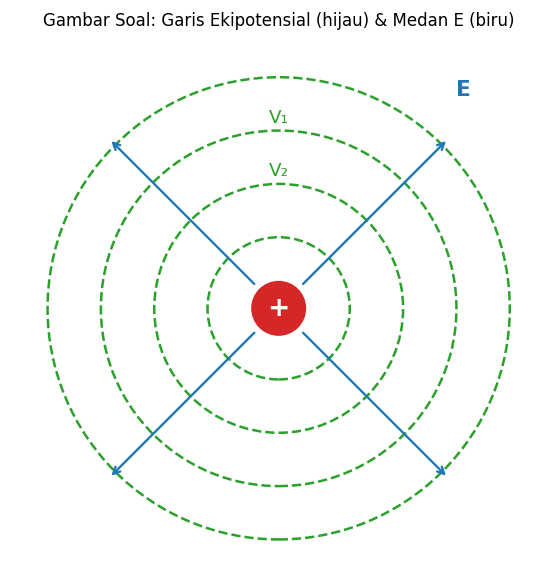 Gambar Soal: Garis Ekipotensial (hijau) & Medan E (biru)
E
V₁
V₂
+